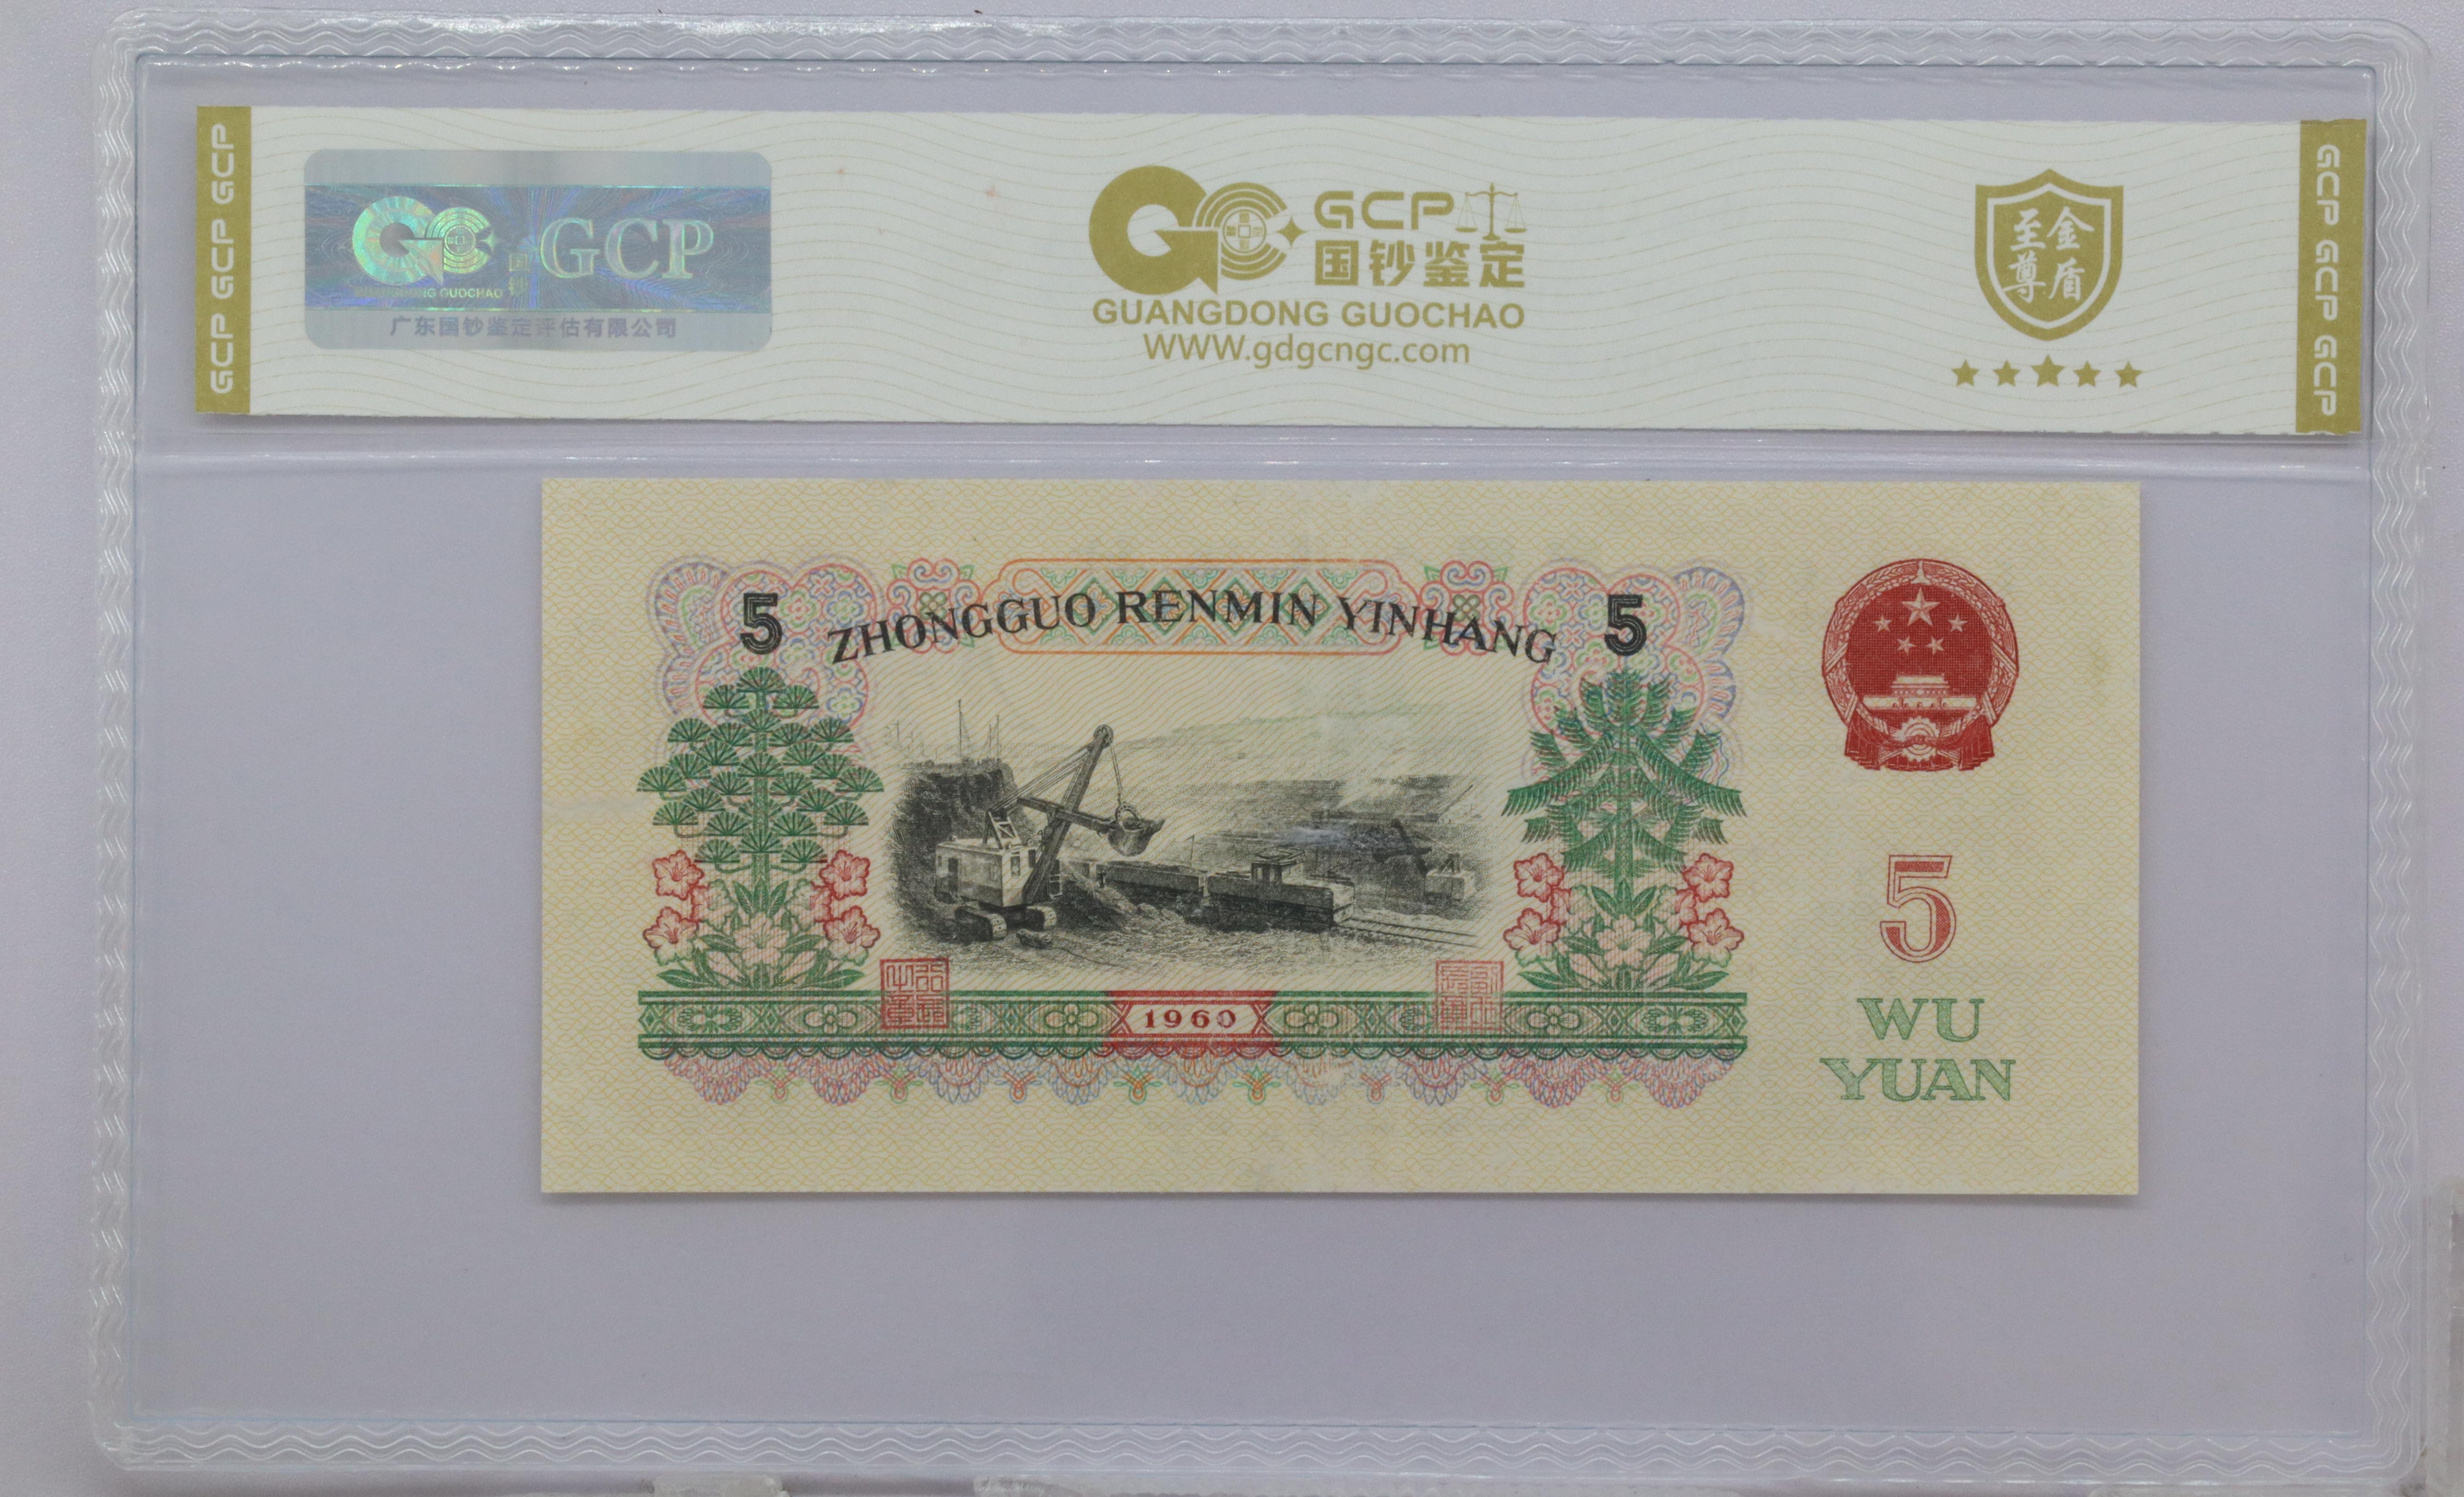 GCP GCP GCP
GCP
国钞
GUANGDONG GUOCHAO
广东国钞鉴定评估有限公司
GCP
国钞鉴定
GUANGDONG GUOCHAO
WWW.gdgcngc.com
至尊
金盾
GCP GCP GCP
5
ZHONGGUO RENMIN YINHANG
5
1960
5
WU
YUAN